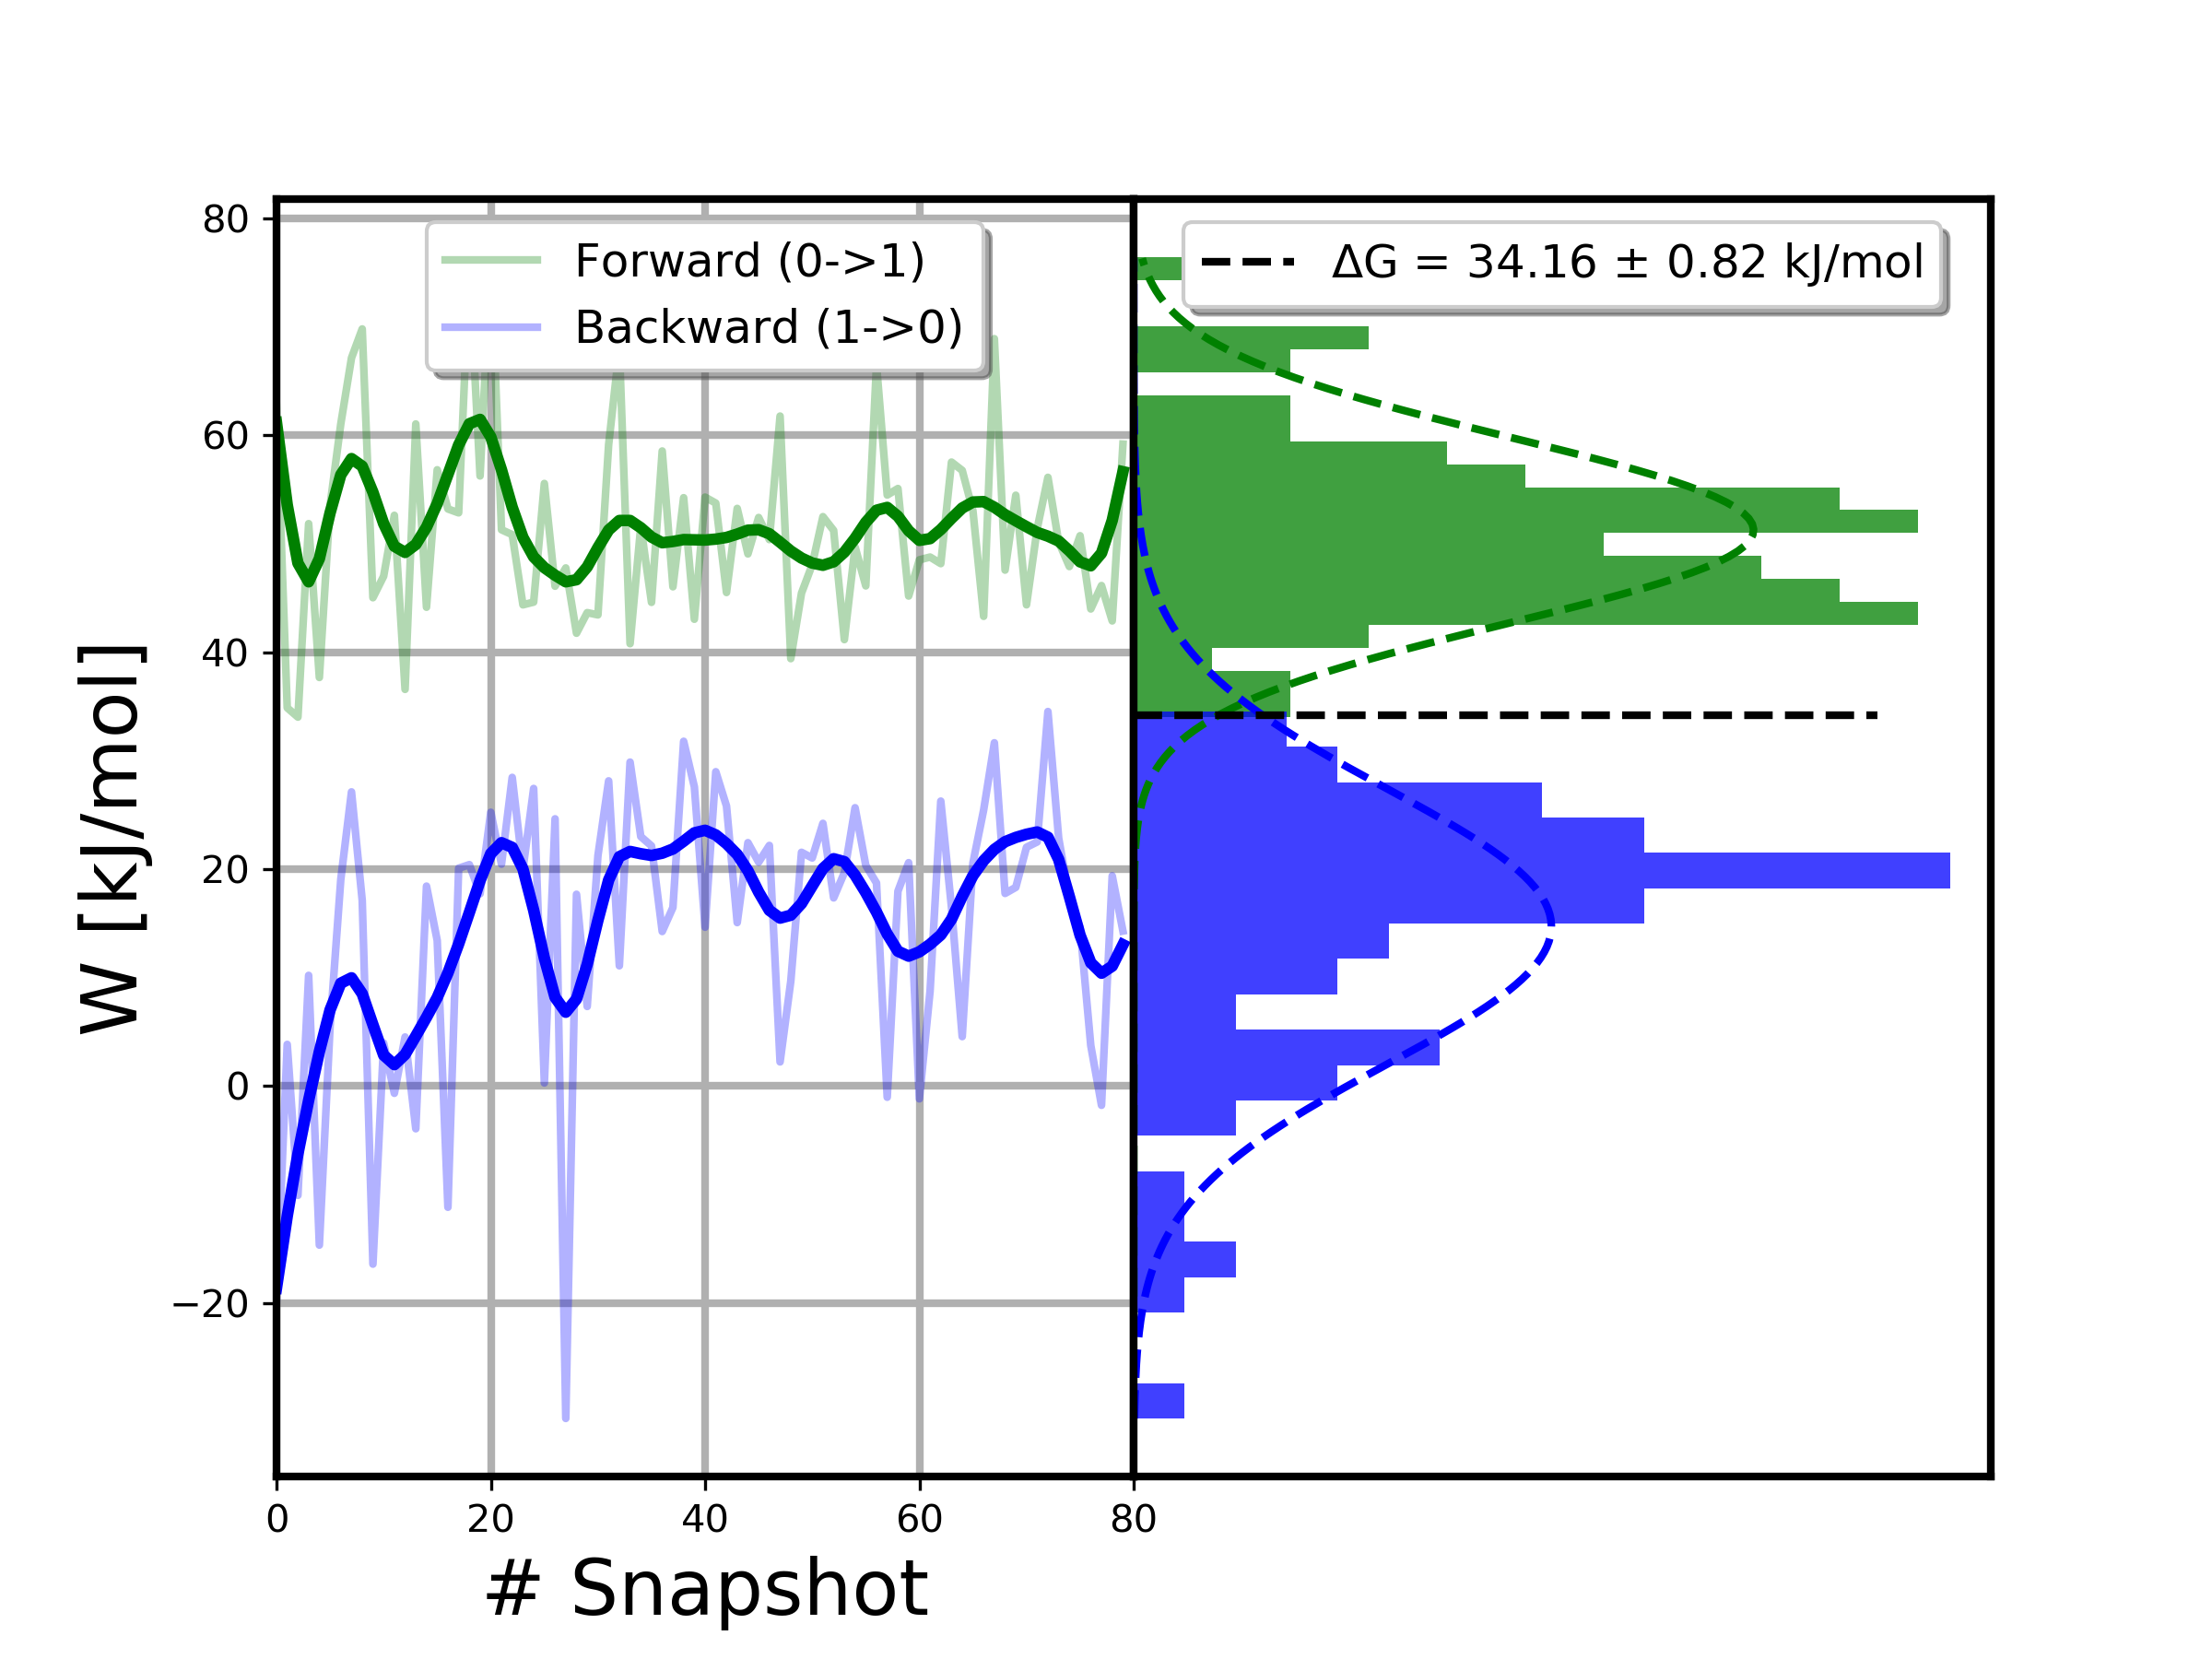 80
60
40
20
0
−20
W [kJ/mol]
Forward (0->1)
Backward (1->0)
ΔG = 34.16 ± 0.82 kJ/mol
0 20 40 60 80
# Snapshot